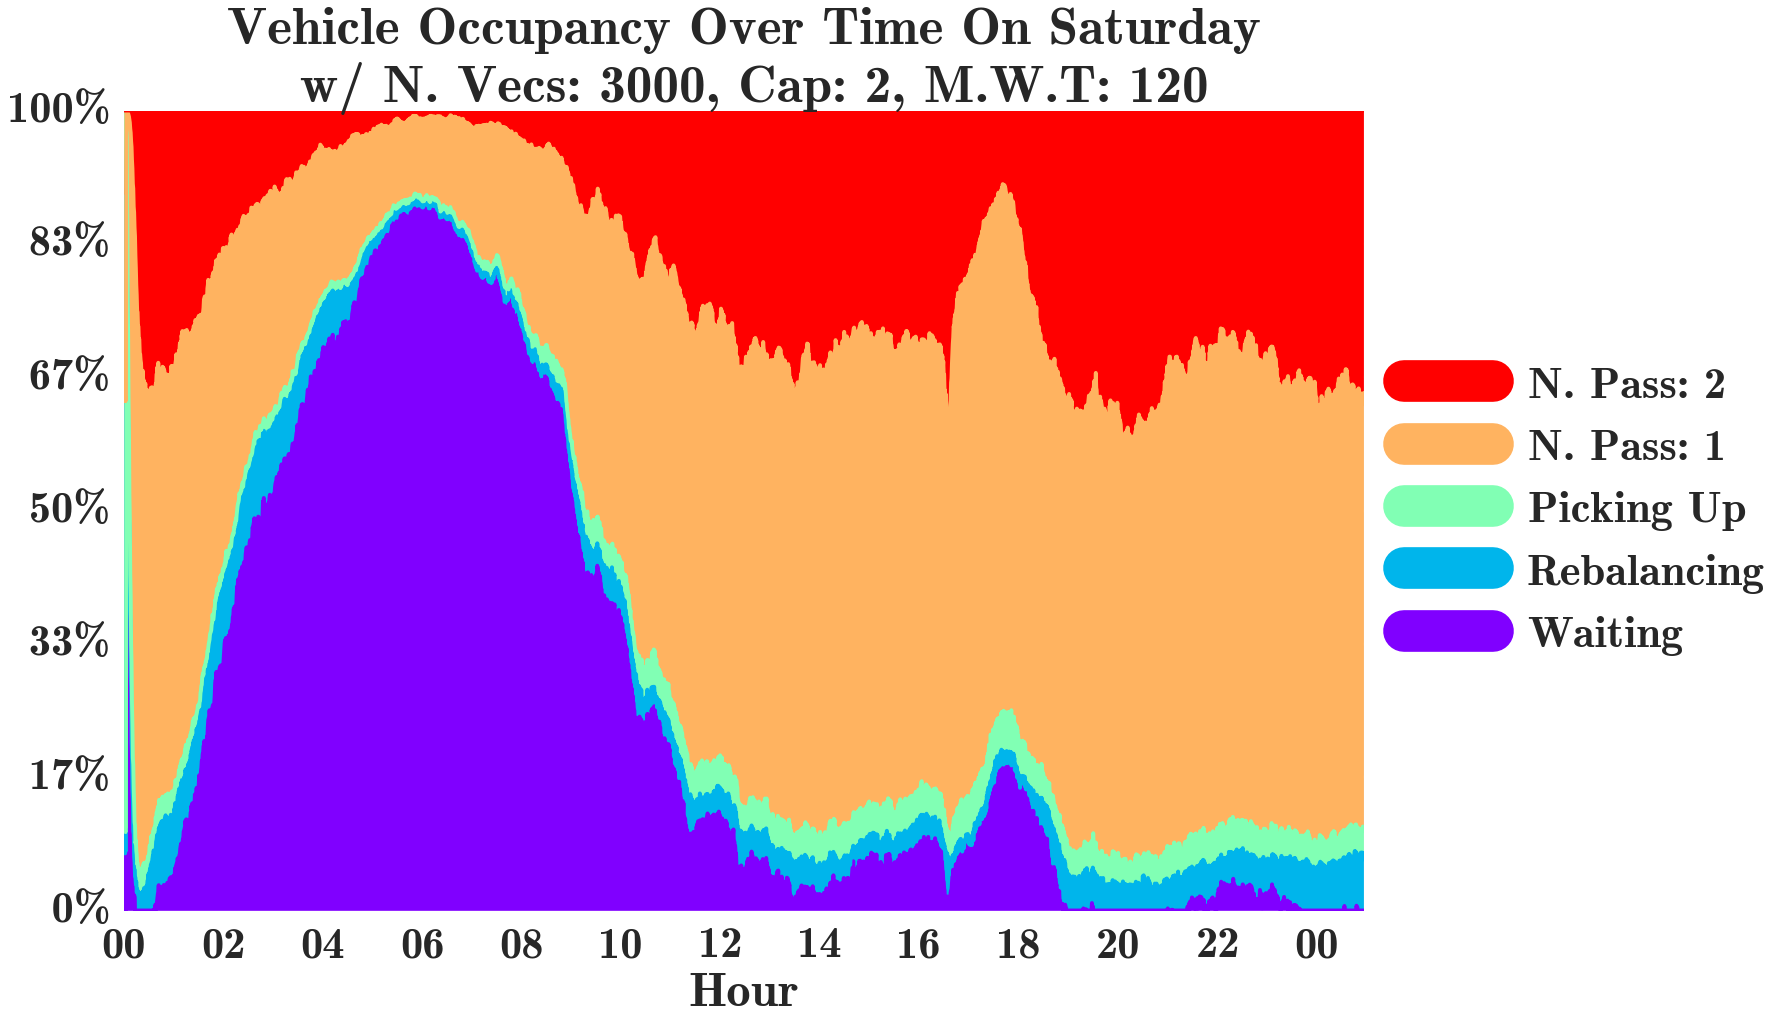 Vehicle Occupancy Over Time On Saturday
w/ N. Vecs: 3000, Cap: 2, M.W.T: 120
100%
83%
67%
50%
33%
17%
0%
00 02 04 06 08 10 12 14 16 18 20 22 00
Hour
N. Pass: 2
N. Pass: 1
Picking Up
Rebalancing
Waiting